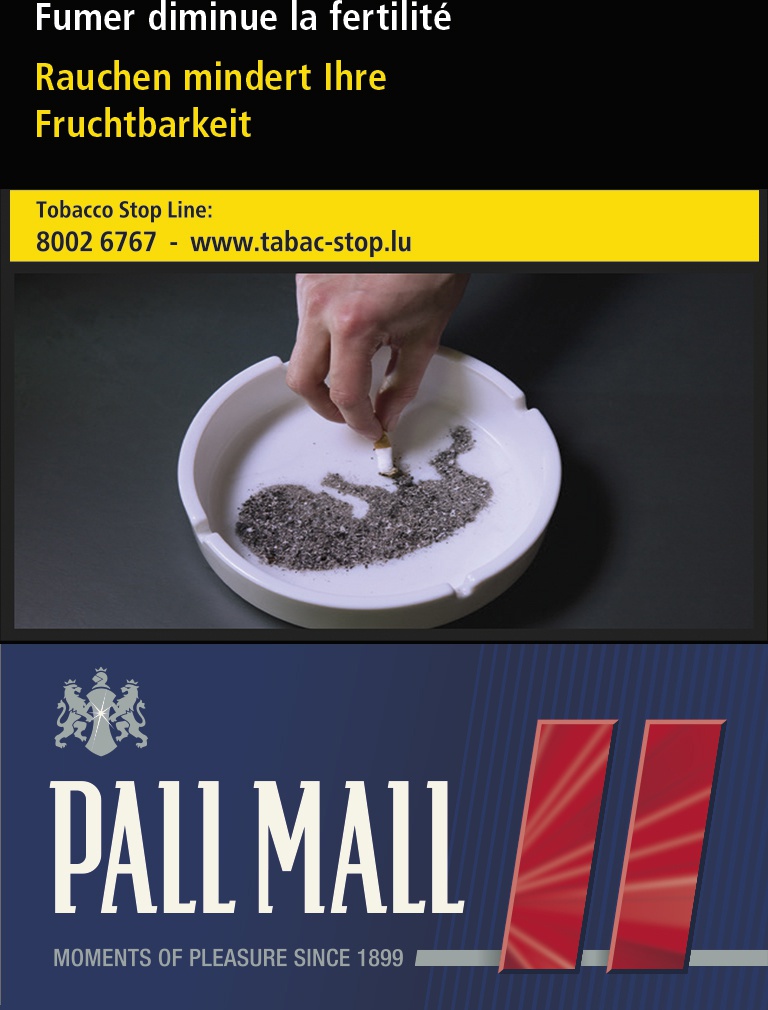 Fumer diminue la fertilité
Rauchen mindert Ihre
Fruchtbarkeit
Tobacco Stop Line:
8002 6767 - www.tabac-stop.lu
PALL MALL
MOMENTS OF PLEASURE SINCE 1899